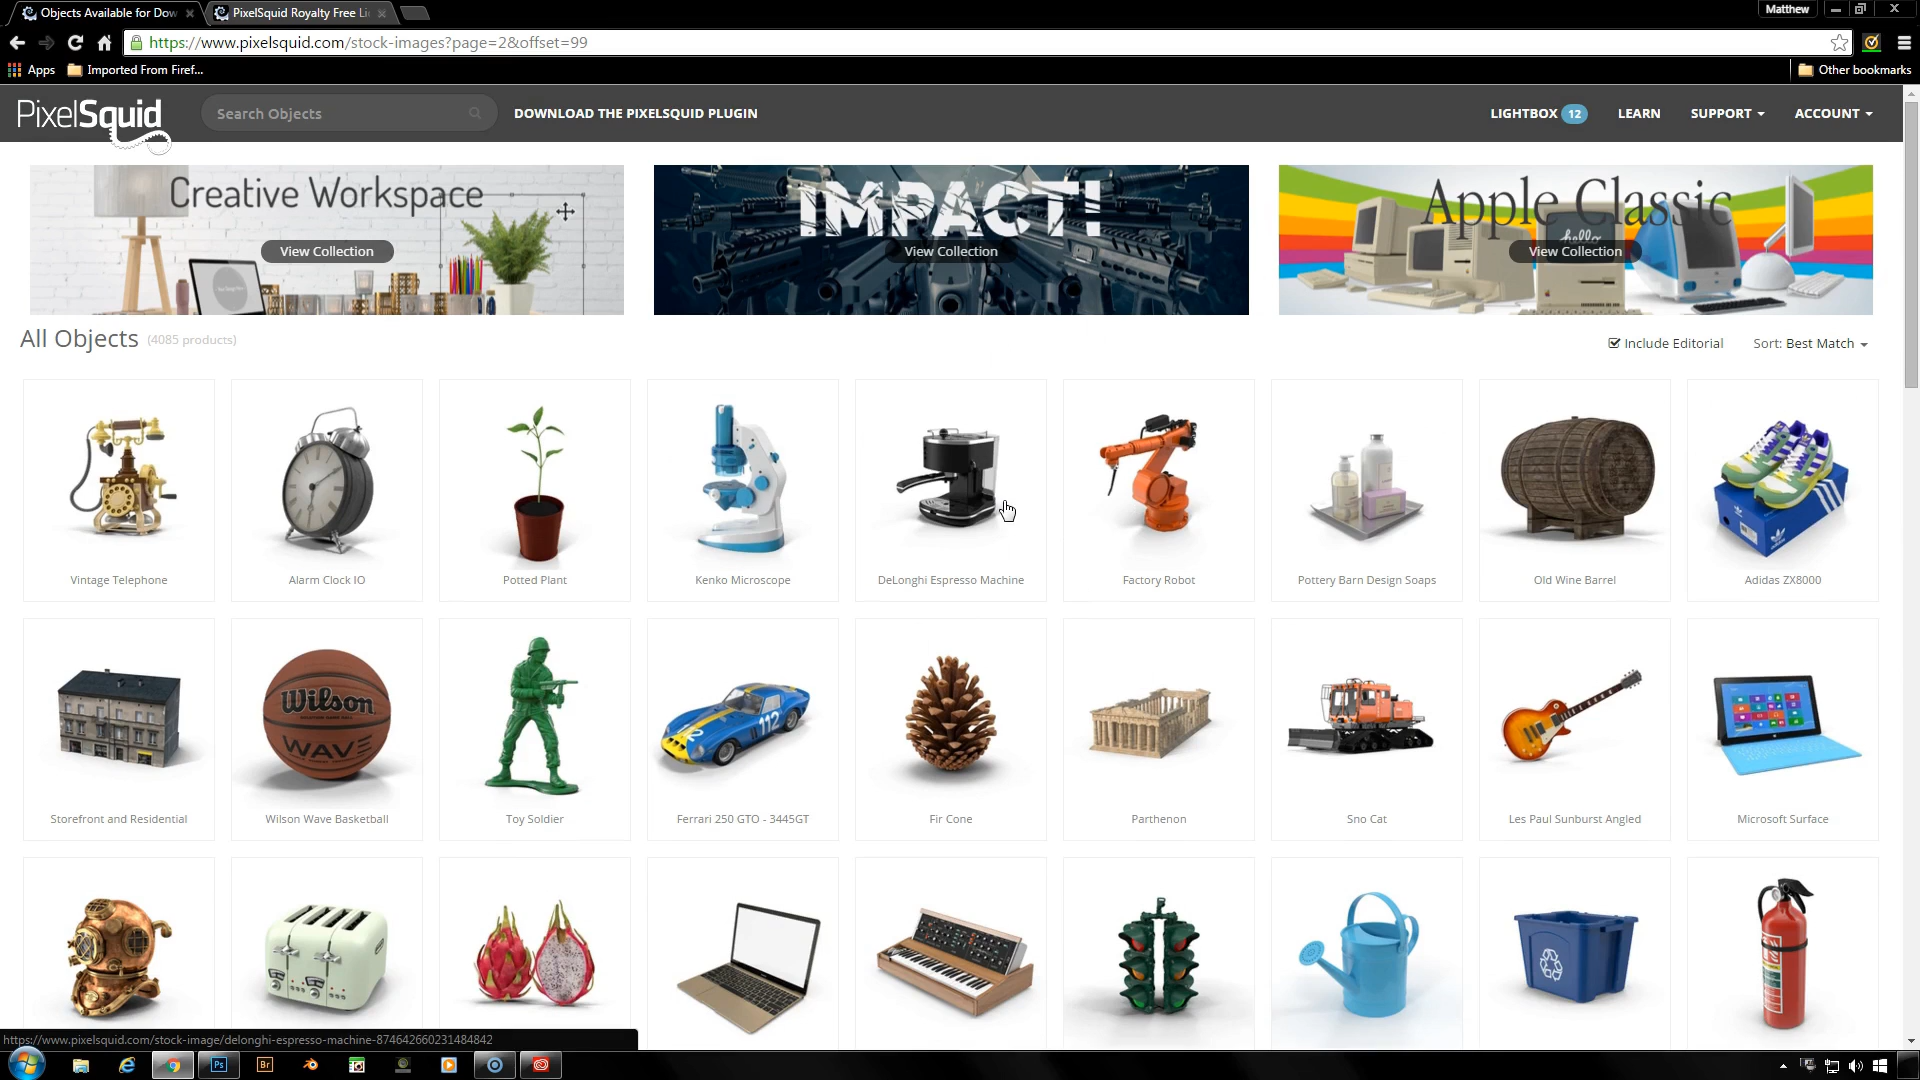 Objects Available for Dow
PixelSquid Royalty Free Li
Matthew
https://www.pixelsquid.com/stock-images?page=2&offset=99
Apps
Imported From Firef...
Other bookmarks
PixelSquid
Search Objects
DOWNLOAD THE PIXELSQUID PLUGIN
LIGHTBOX 12
LEARN
SUPPORT
ACCOUNT
Creative Workspace
View Collection
IMPACT!
View Collection
Apple Classic
hello
View Collection
All Objects (4085 products)
Include Editorial
Sort: Best Match
Vintage Telephone
Alarm Clock IO
Potted Plant
Kenko Microscope
DeLonghi Espresso Machine
Factory Robot
Pottery Barn Design Soaps
Old Wine Barrel
Adidas ZX8000
Wilson
WAVE
112
Storefront and Residential
Wilson Wave Basketball
Toy Soldier
Ferrari 250 GTO - 3445GT
Fir Cone
Parthenon
Sno Cat
Les Paul Sunburst Angled
Microsoft Surface
https://www.pixelsquid.com/stock-image/delonghi-espresso-machine-874642660231484842
Ps
Br